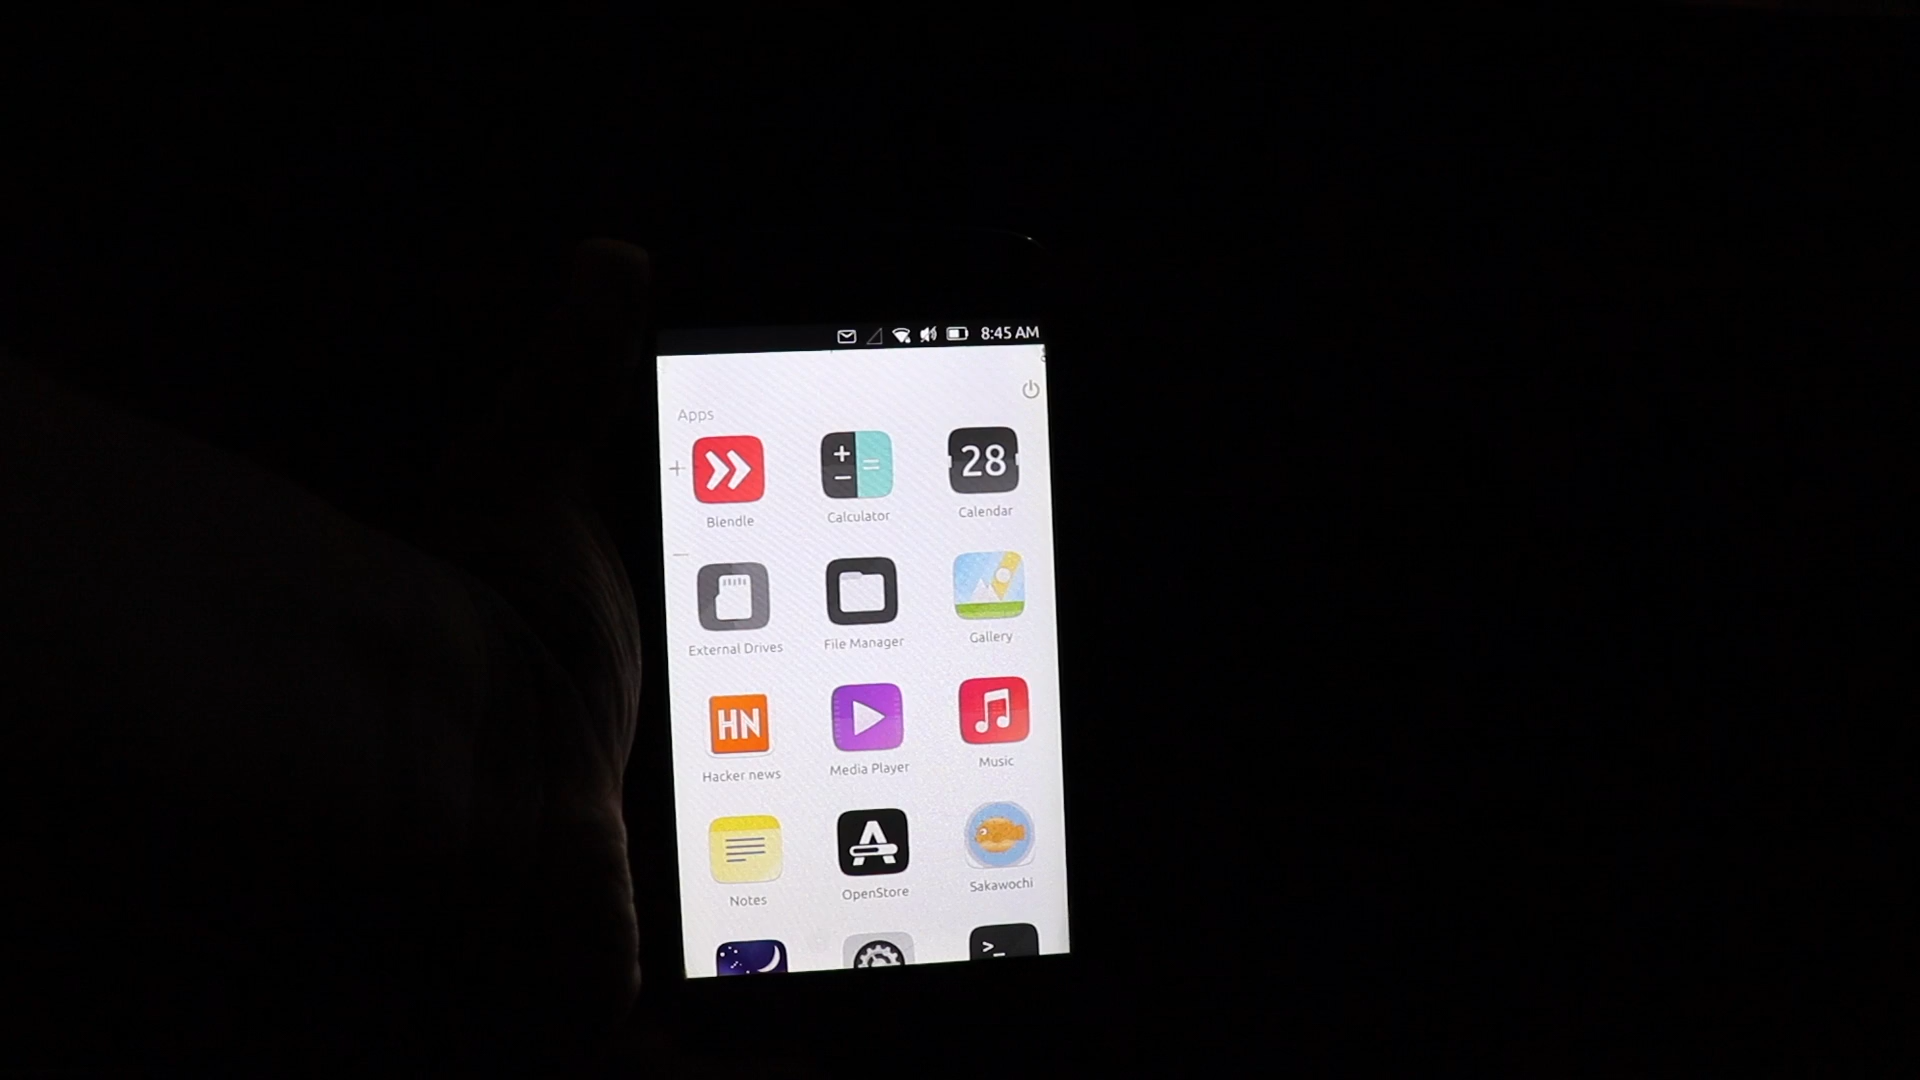 8:45 AM
Apps
28
Blendle
Calculator
Calendar
External Drives
File Manager
Gallery
HN
Hacker news
Media Player
Music
Notes
OpenStore
Sakawochi
>_